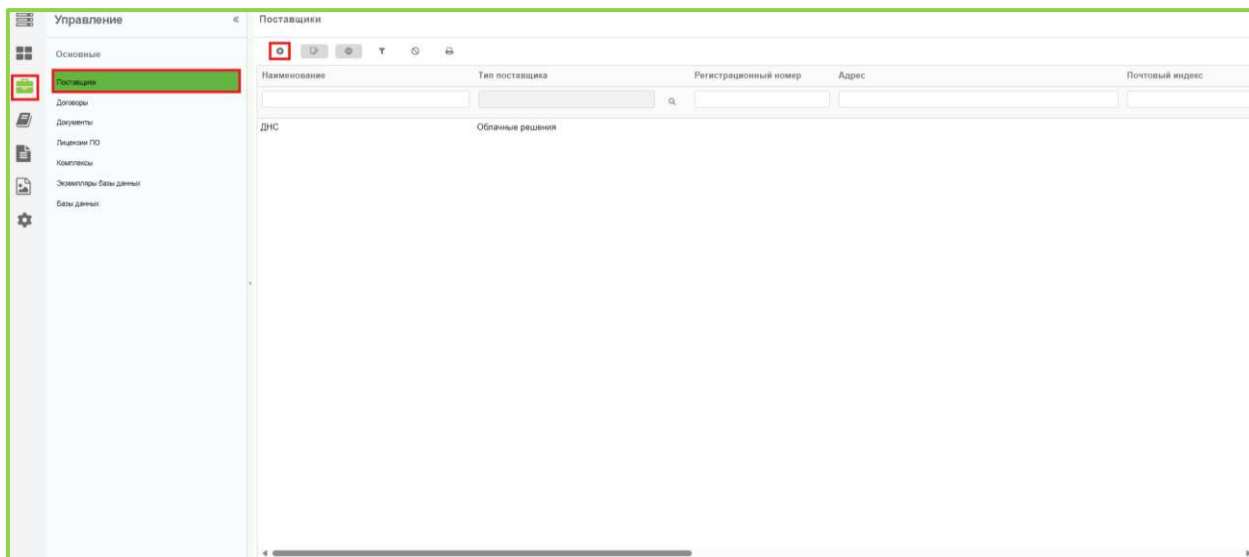 Управление «
Поставщики
Основные
Поставщики
Договоры
Документы
Лицензии ПО
Комплексы
Экземпляры базы данных
Базы данных
Наименование Тип поставщика Регистрационный номер Адрес Почтовый индекс
ДНС Облачные решения